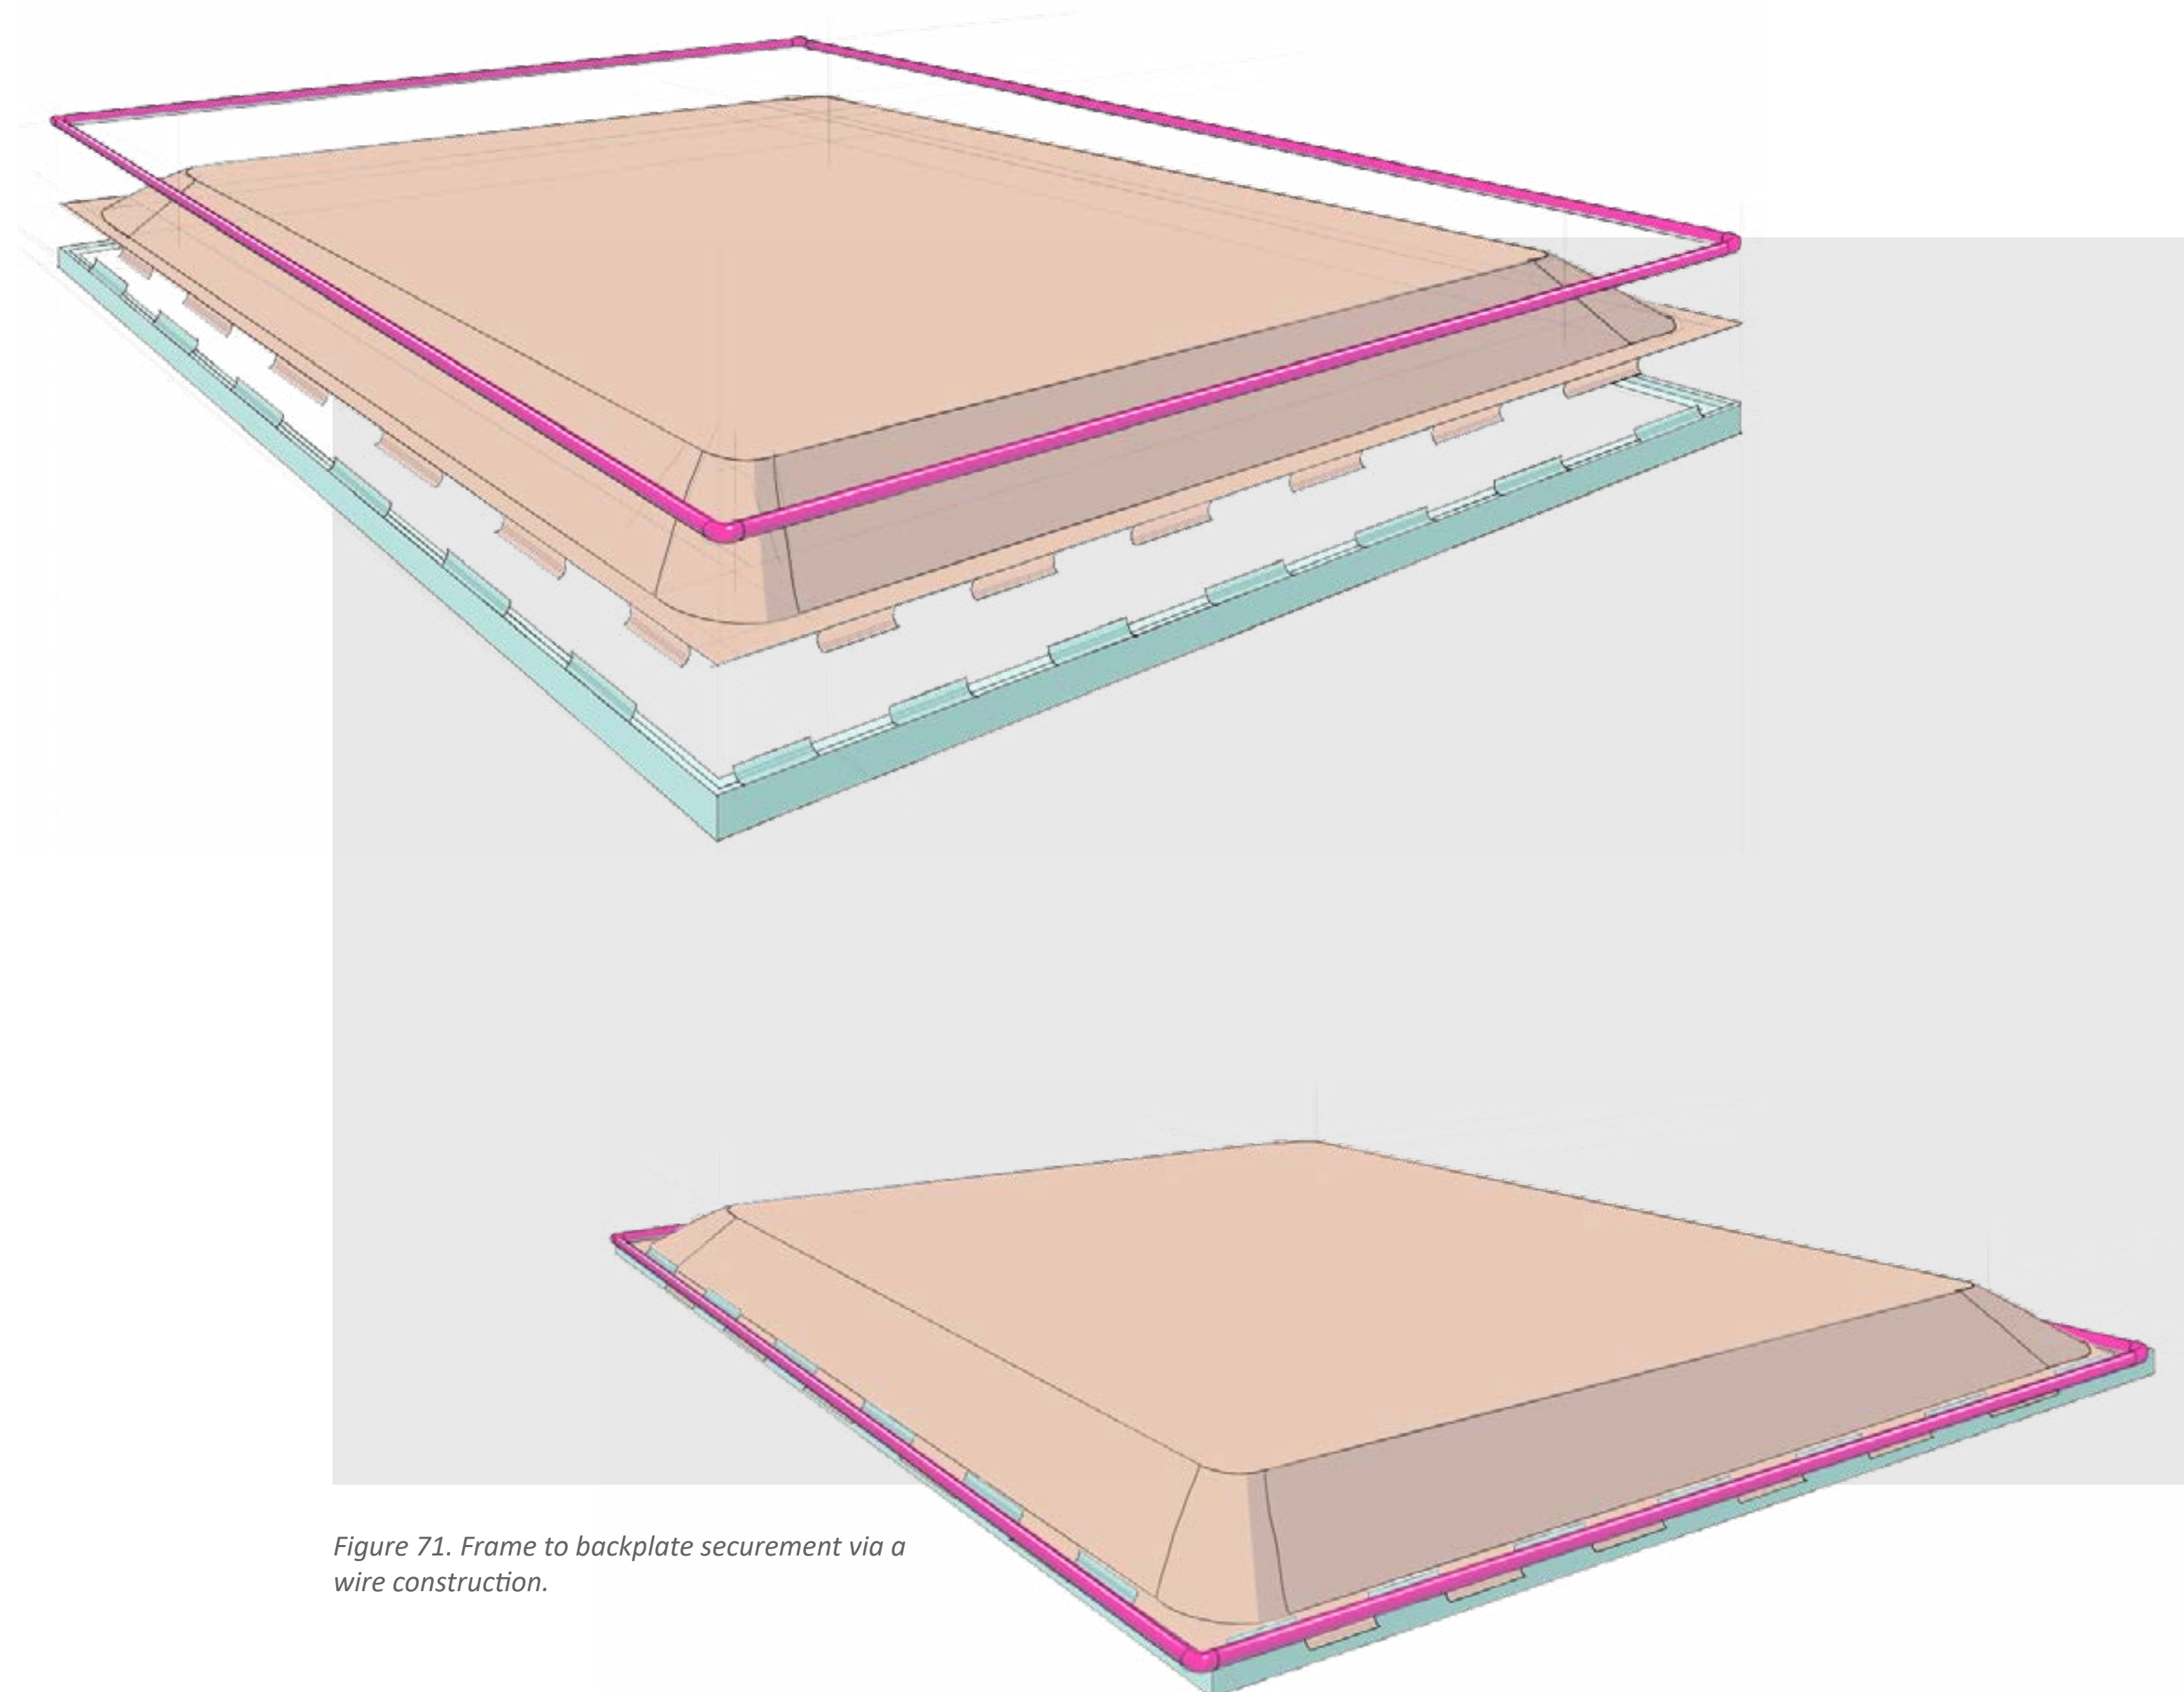 Figure 71. Frame to backplate securement via a
wire construction.